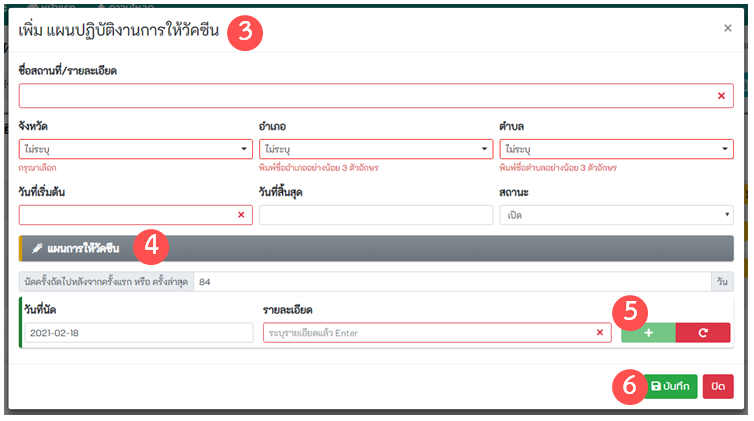 เพิ่ม แผนปฏิบัติงานการให้วัคซีน 3 ×
ชื่อสถานที่/รายละเอียด
×
จังหวัด อำเภอ ตำบล
ไม่ระบุ ไม่ระบุ ไม่ระบุ
กรุณาเลือก พิมพ์ชื่ออำเภออย่างน้อย 3 ตัวอักษร พิมพ์ชื่อตำบลอย่างน้อย 3 ตัวอักษร
วันที่เริ่มต้น วันที่สิ้นสุด สถานะ
× เปิด
แผนการให้วัคซีน 4
นัดครั้งถัดไปหลังจากครั้งแรก หรือ ครั้งล่าสุด 84 วัน
วันที่นัด รายละเอียด 5
2021-02-18 ระบุรายเอียดแล้ว Enter × +
6 บันทึก ปิด